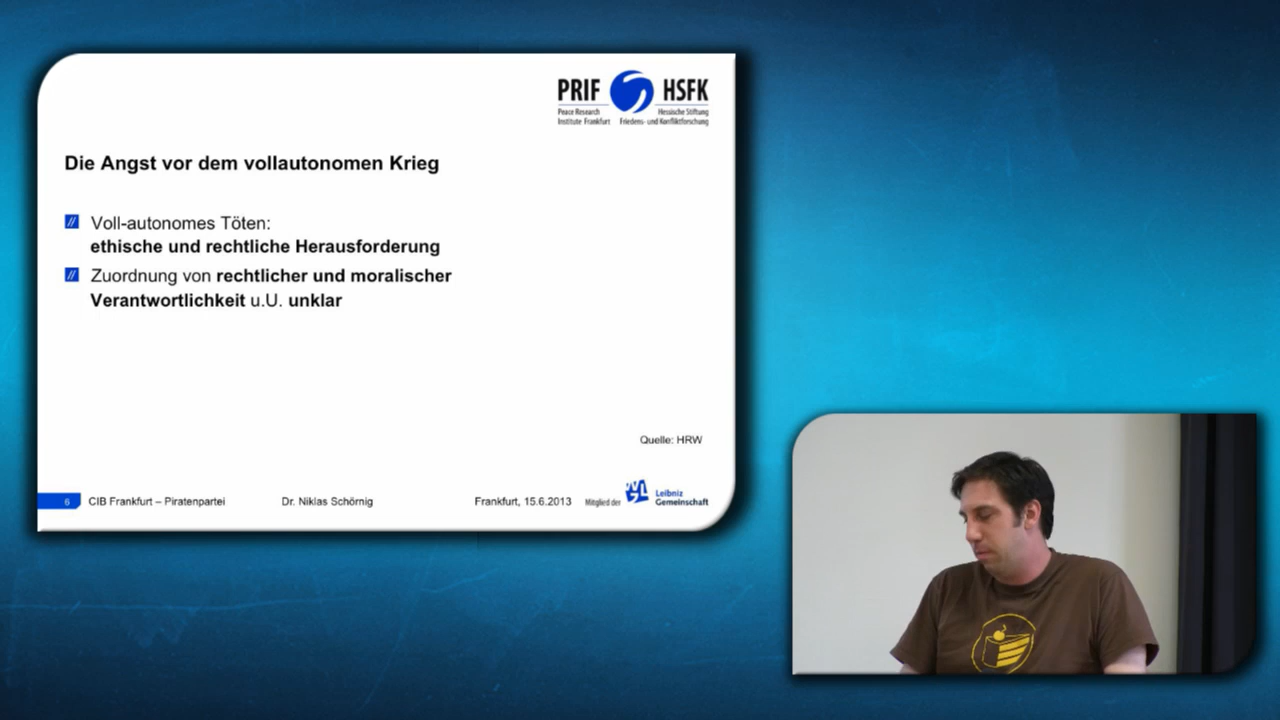 PRIF HSFK
Peace Research Hessische Stiftung
Institute Frankfurt Friedens- und Konfliktforschung
Die Angst vor dem vollautonomen Krieg
Voll-autonomes Töten:
ethische und rechtliche Herausforderung
Zuordnung von rechtlicher und moralischer
Verantwortlichkeit u.U. unklar
Quelle: HRW
6 CIB Frankfurt – Piratenpartei Dr. Niklas Schörnig Frankfurt, 15.6.2013 Mitglied der Leibniz
Gemeinschaft